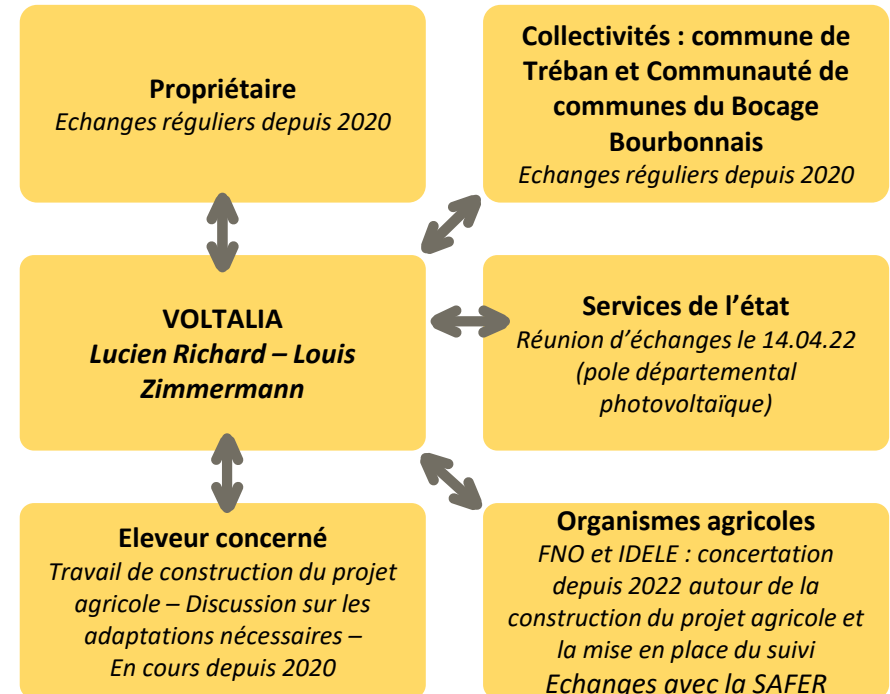 Propriétaire
Echanges réguliers depuis 2020
Collectivités : commune de
Tréban et Communauté de
communes du Bocage
Bourbonnais
Echanges réguliers depuis 2020
VOLTALIA
Lucien Richard – Louis
Zimmermann
Services de l'état
Réunion d'échanges le 14.04.22
(pole départemental
photovoltaïque)
Eleveur concerné
Travail de construction du projet
agricole – Discussion sur les
adaptations nécessaires –
En cours depuis 2020
Organismes agricoles
FNO et IDELE : concertation
depuis 2022 autour de la
construction du projet agricole et
la mise en place du suivi
Echanges avec la SAFER